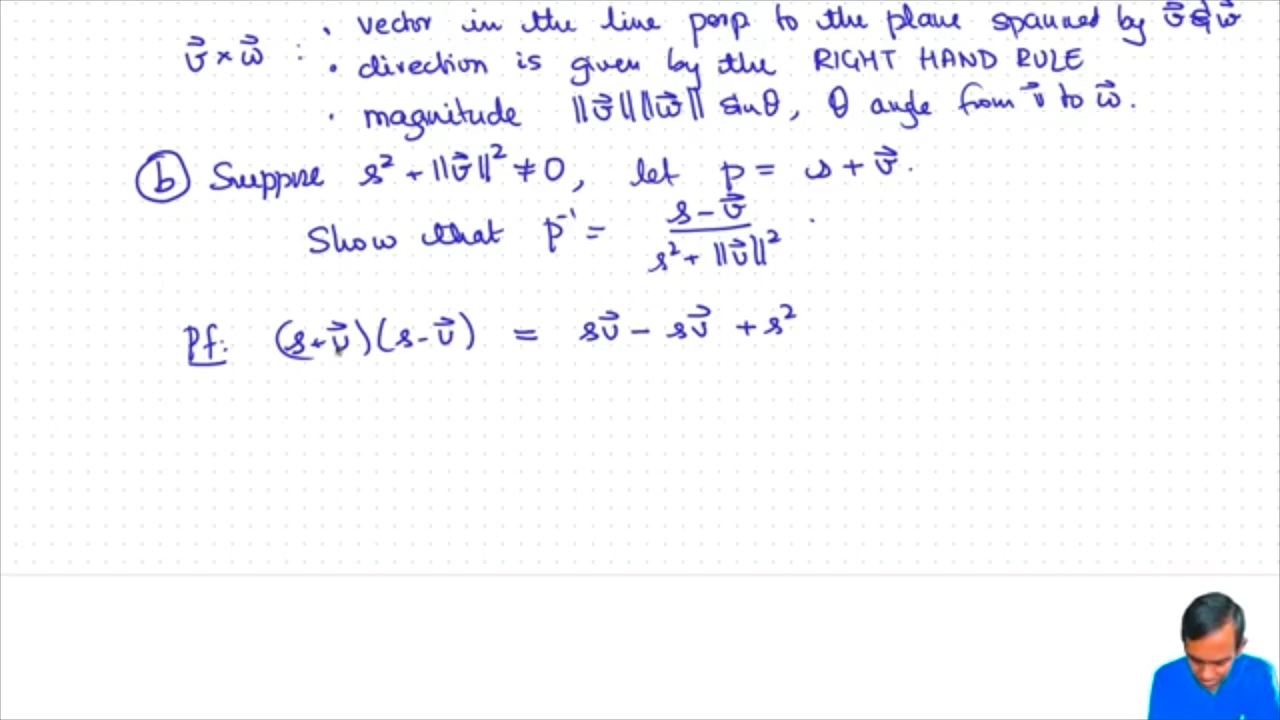 • vector in the line perp to the plane spanned by v⃗ & w⃗
v⃗ × w⃗ : • direction is given by the RIGHT HAND RULE
• magnitude ‖v⃗‖‖w⃗‖ sinθ, θ angle from v⃗ to w⃗.
(b) Suppose s² + ‖v⃗‖² ≠ 0, let p = s + v⃗.
Show that p⁻¹ = (s - v⃗) / (s² + ‖v⃗‖²) .
Pf: (s+v⃗)(s-v⃗) = sv⃗ - sv⃗ + s²